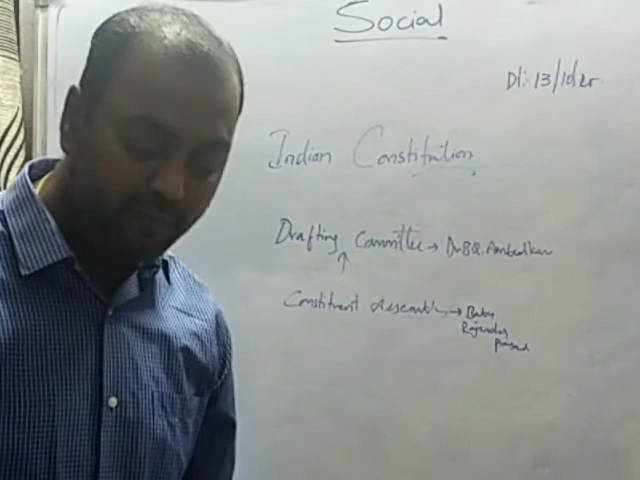 Social
Dt: 13/10/20
Indian Constitution
Drafting Committee → Dr B.R. Ambedkar
Constituent Assembly → Babu
Rajendra
Prasad